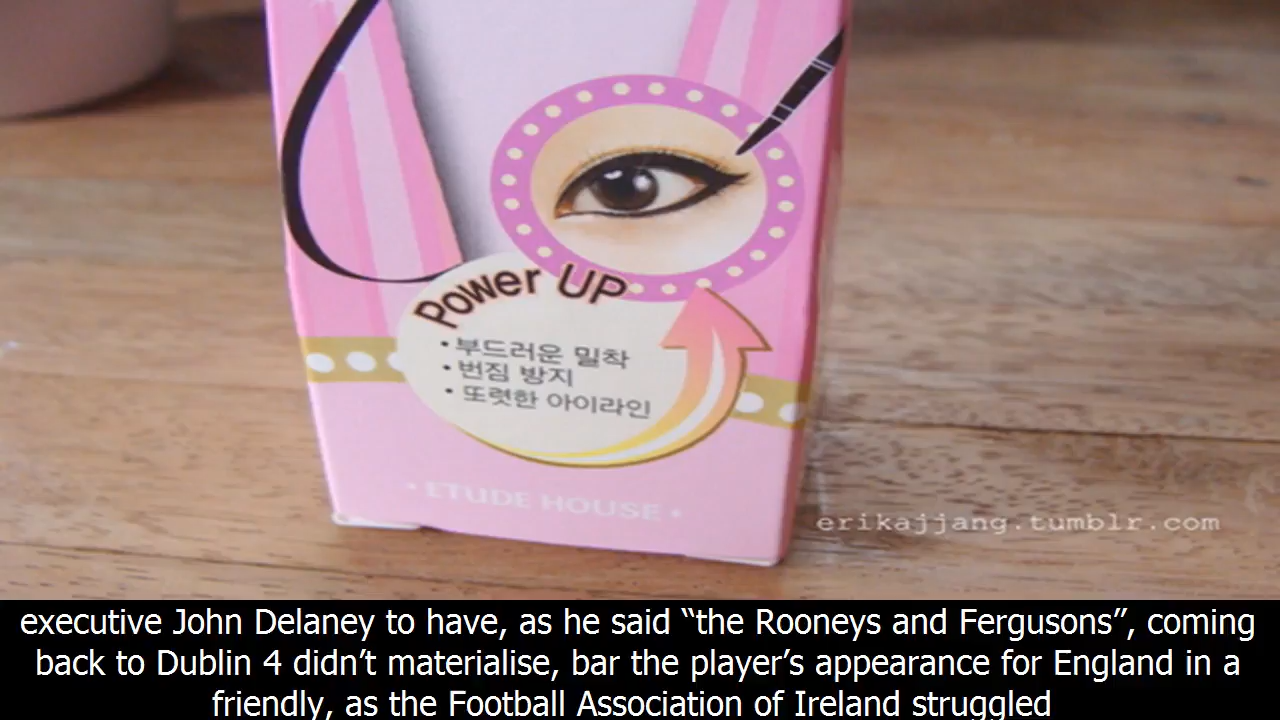 Power UP
• 부드러운 밀착
• 번짐 방지
• 또렷한 아이라인
• ETUDE HOUSE •
erikajjang.tumblr.com
executive John Delaney to have, as he said “the Rooneys and Fergusons”, coming
back to Dublin 4 didn’t materialise, bar the player’s appearance for England in a
friendly, as the Football Association of Ireland struggled